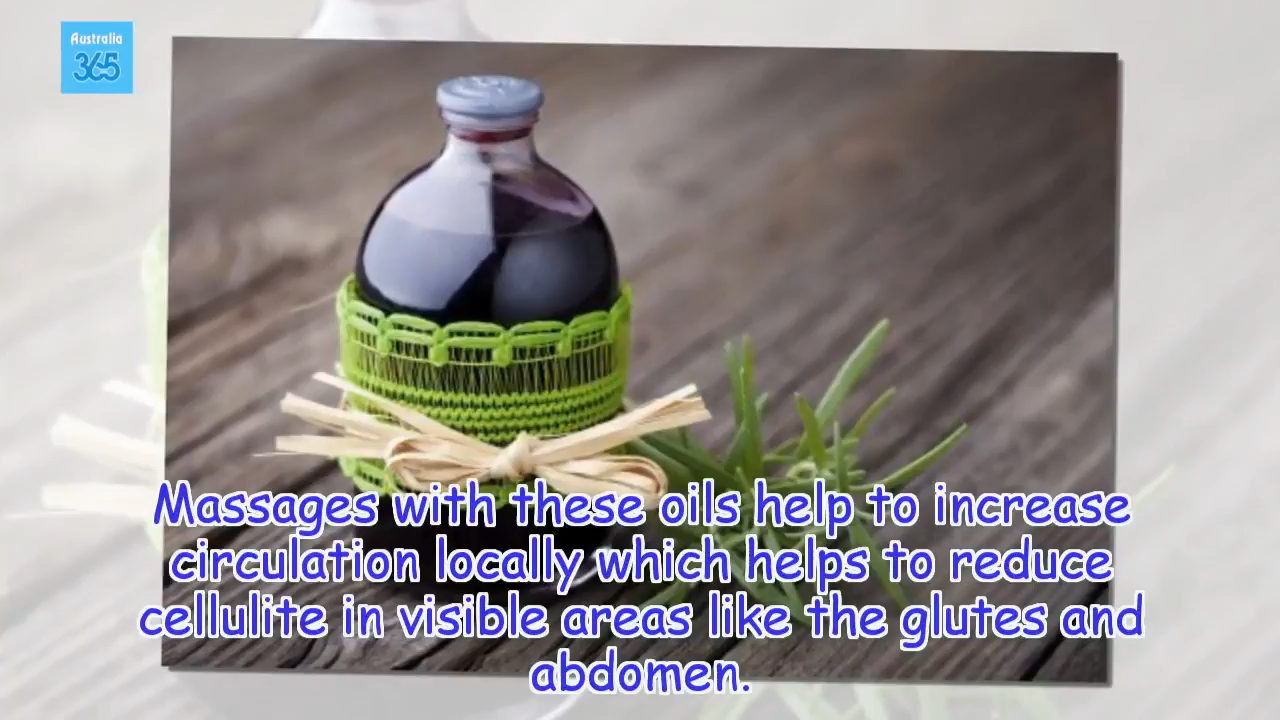 Australia
365
Massages with these oils help to increase
circulation locally which helps to reduce
cellulite in visible areas like the glutes and
abdomen.